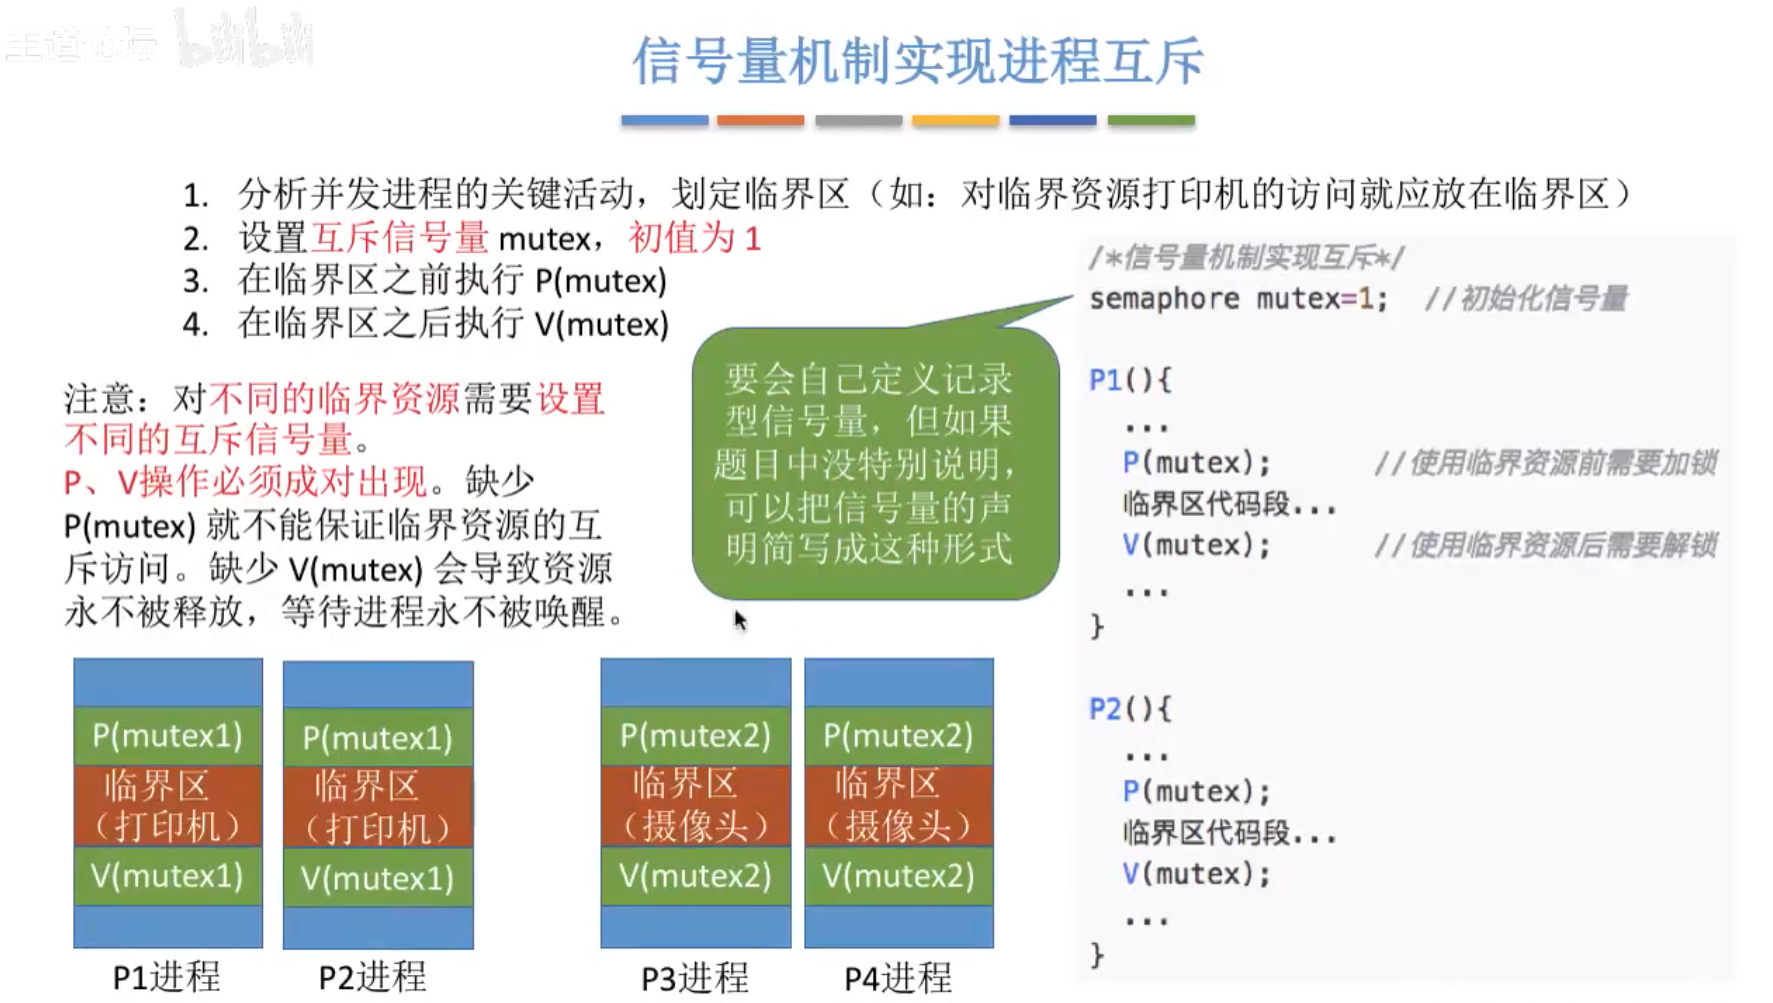 王道论坛 bilibili
信号量机制实现进程互斥
1. 分析并发进程的关键活动，划定临界区（如：对临界资源打印机的访问就应放在临界区）
2. 设置互斥信号量 mutex，初值为 1
3. 在临界区之前执行 P(mutex)
4. 在临界区之后执行 V(mutex)
注意：对不同的临界资源需要设置
不同的互斥信号量。
P、V操作必须成对出现。缺少
P(mutex) 就不能保证临界资源的互
斥访问。缺少 V(mutex) 会导致资源
永不被释放，等待进程永不被唤醒。
要会自己定义记录
型信号量，但如果
题目中没特别说明，
可以把信号量的声
明简写成这种形式
/*信号量机制实现互斥*/
semaphore mutex=1; //初始化信号量
P1(){
...
P(mutex); //使用临界资源前需要加锁
临界区代码段...
V(mutex); //使用临界资源后需要解锁
...
}
P2(){
...
P(mutex);
临界区代码段...
V(mutex);
...
}
P(mutex1)
临界区
（打印机）
V(mutex1)
P1进程
P(mutex1)
临界区
（打印机）
V(mutex1)
P2进程
P(mutex2)
临界区
（摄像头）
V(mutex2)
P3进程
P(mutex2)
临界区
（摄像头）
V(mutex2)
P4进程